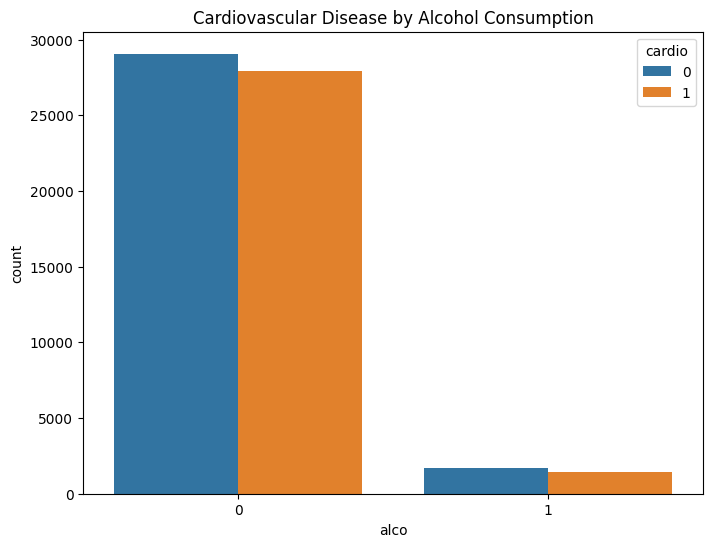 Cardiovascular Disease by Alcohol Consumption
cardio
0
1
30000
25000
20000
15000
10000
5000
0
count
0
1
alco